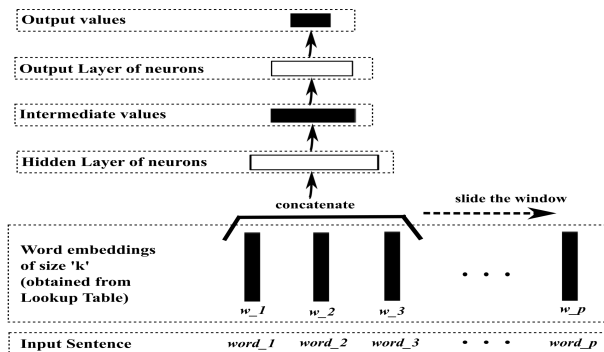 Output values
Output Layer of neurons
Intermediate values
Hidden Layer of neurons
concatenate
slide the window
Word embeddings
of size 'k'
(obtained from
Lookup Table)
w_1 w_2 w_3 w_p
Input Sentence word_1 word_2 word_3 • • • word_p